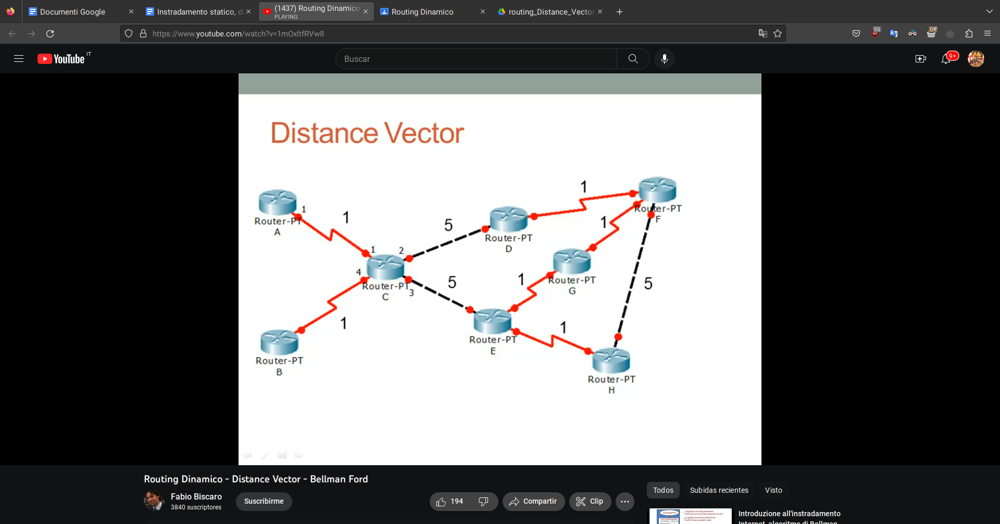 Documenti Google
Instradamento statico, di
(1437) Routing Dinamico
PLAYING
Routing Dinamico
routing_Distance_Vector_
https://www.youtube.com/watch?v=1mOxltfRVw8
55
Off
YouTube IT
Buscar
9+
Distance Vector
1
Router-PT
F
1
Router-PT
A
1
1
5
Router-PT
D
1
1
2
Router-PT
G
4
Router-PT
C
3
5
1
5
1
Router-PT
B
Router-PT
E
1
Router-PT
H
Routing Dinamico - Distance Vector - Bellman Ford
Fabio Biscaro
3840 suscriptores
Suscribirme
194
Compartir
Clip
Todos
Subidas recientes
Visto
Introduzione all'instradamento
Internet, algoritmo di Bellman